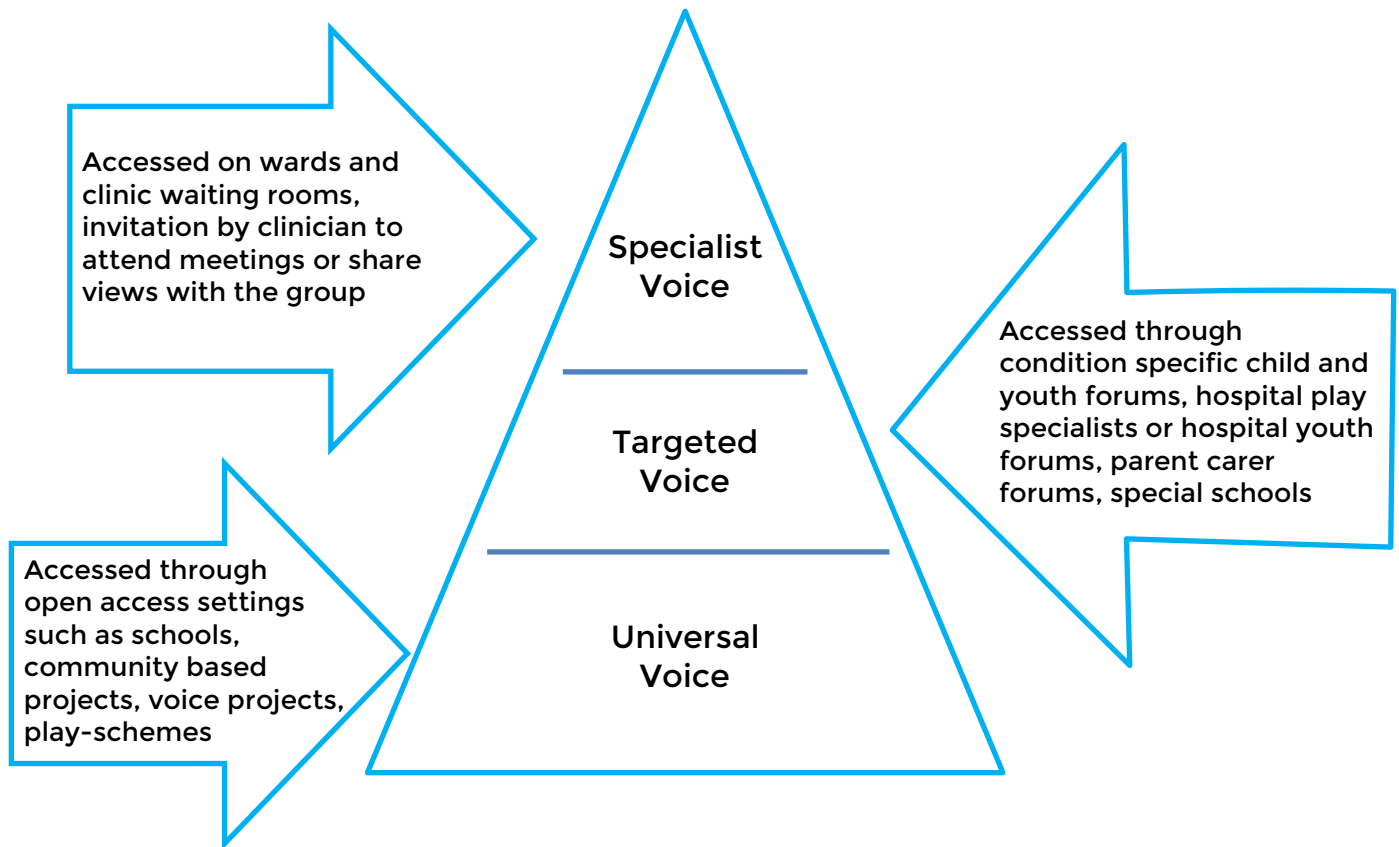 Accessed on wards and
clinic waiting rooms,
invitation by clinician to
attend meetings or share
views with the group
Specialist
Voice
Accessed through
condition specific child and
youth forums, hospital play
specialists or hospital youth
forums, parent carer
forums, special schools
Targeted
Voice
Accessed through
open access settings
such as schools,
community based
projects, voice projects,
play-schemes
Universal
Voice